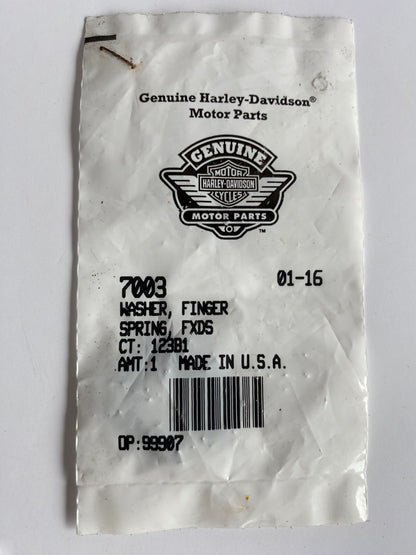 Genuine Harley-Davidson®
Motor Parts
GENUINE
MOTOR
HARLEY-DAVIDSON
CYCLES
MOTOR PARTS
™
7003 01-16
WASHER, FINGER
SPRING, FXDS
CT: 123B1
AMT:1 MADE IN U.S.A.
OP:99907